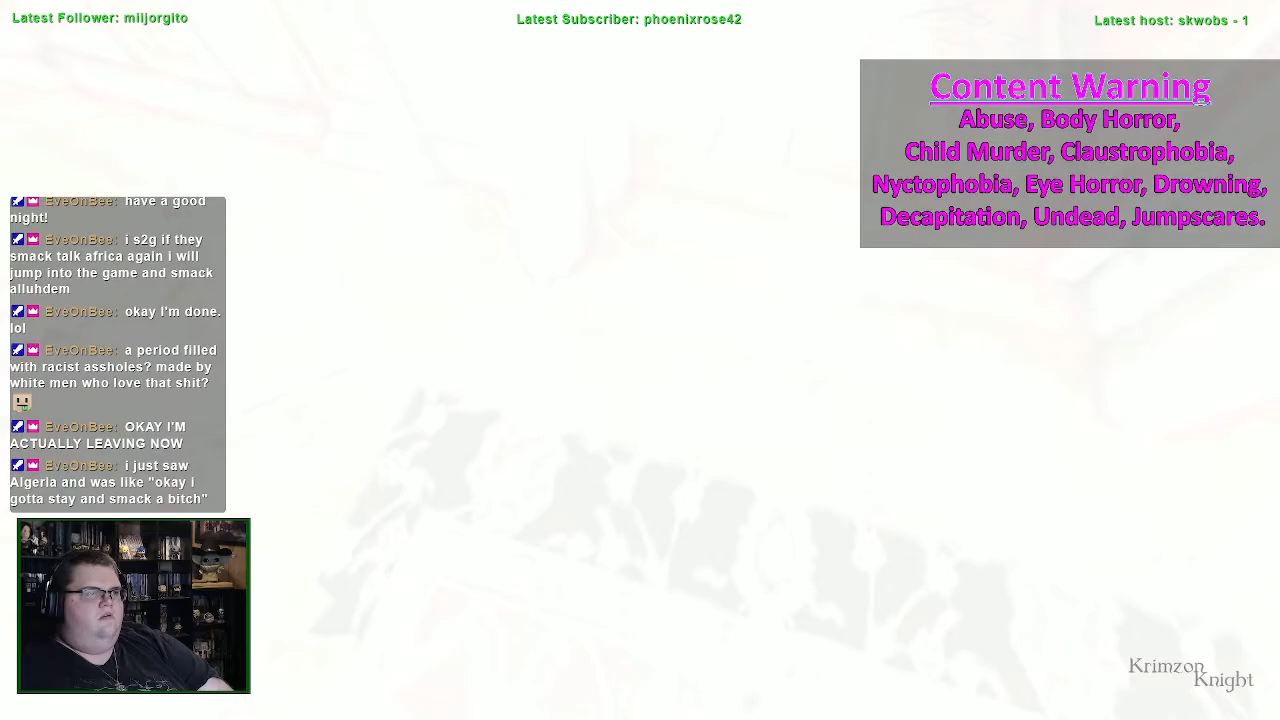 Latest Follower: miljorgito
Latest Subscriber: phoenixrose42
Latest host: skwobs - 1
Content Warning
Abuse, Body Horror,
Child Murder, Claustrophobia,
Nyctophobia, Eye Horror, Drowning,
Decapitation, Undead, Jumpscares.
EveOnBee: have a good
night!
EveOnBee: i s2g if they
smack talk africa again i will
jump into the game and smack
alluhdem
EveOnBee: okay I'm done.
lol
EveOnBee: a period filled
with racist assholes? made by
white men who love that shit?
EveOnBee: OKAY I'M
ACTUALLY LEAVING NOW
EveOnBee: i just saw
Algeria and was like "okay i
gotta stay and smack a bitch"
Krimzon
Knight